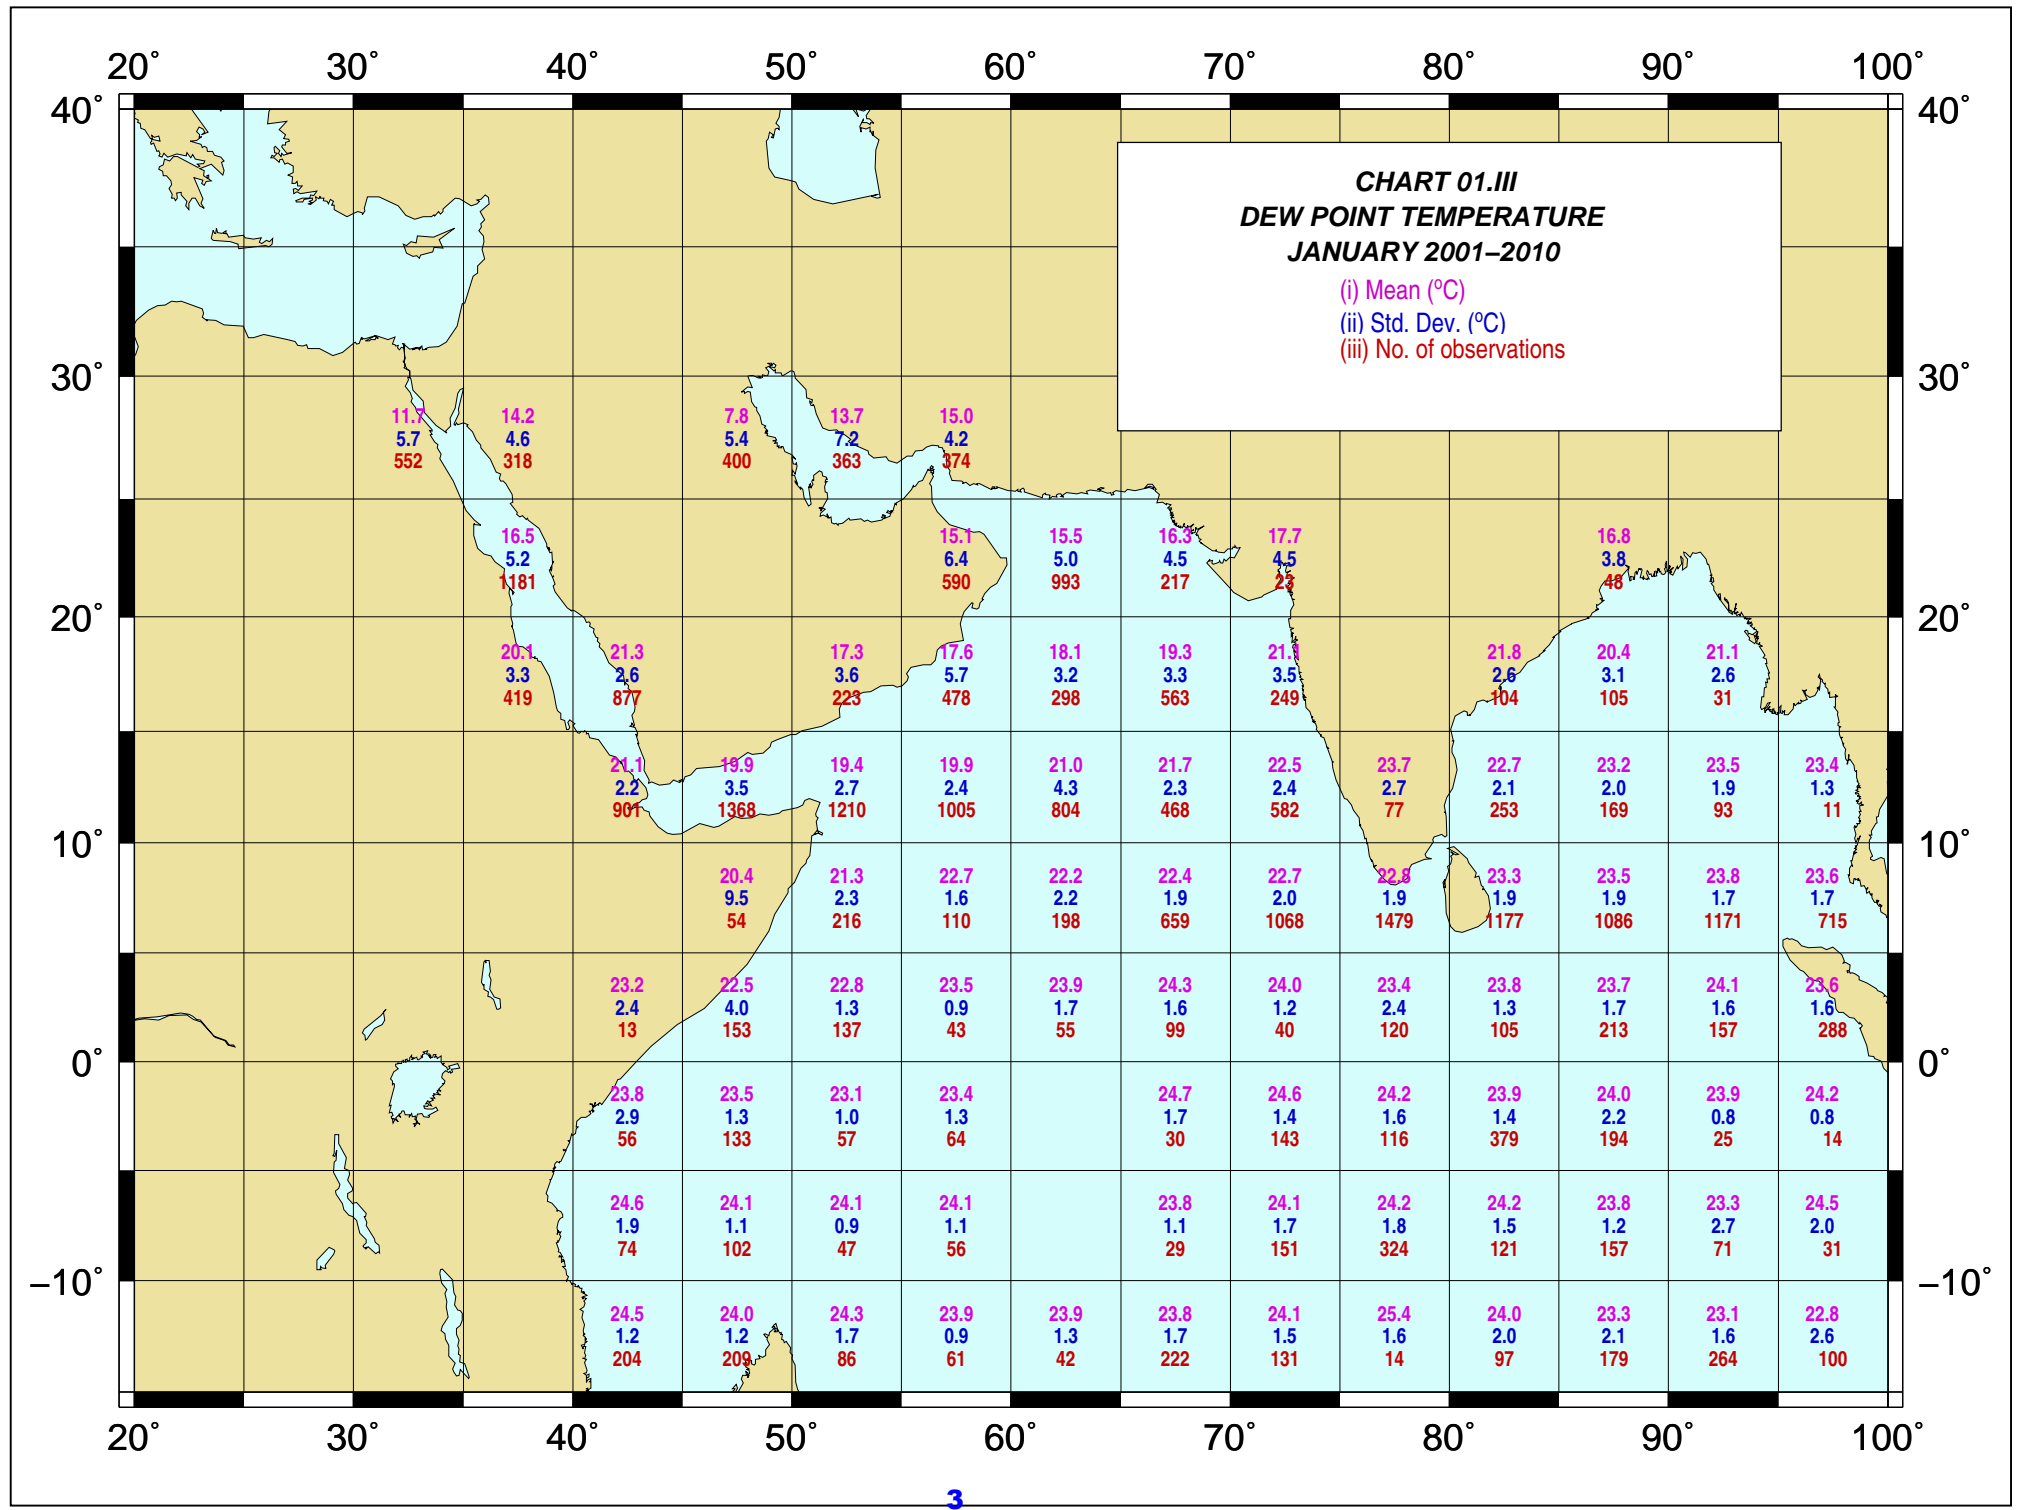 20° 30° 40° 50° 60° 70° 80° 90° 100°
40° 40°
CHART 01.III
DEW POINT TEMPERATURE
JANUARY 2001–2010
(i) Mean (°C)
(ii) Std. Dev. (°C)
(iii) No. of observations
30° 30°
11.7 14.2 7.8 13.7 15.0
5.7 4.6 5.4 7.2 4.2
552 318 400 363 374
16.5 15.1 15.5 16.3 17.7 16.8
5.2 6.4 5.0 4.5 4.5 3.8
1181 590 993 217 23 48
20° 20°
20.1 21.3 17.3 17.6 18.1 19.3 21.1 21.8 20.4 21.1
3.3 2.6 3.6 5.7 3.2 3.3 3.5 2.6 3.1 2.6
419 877 223 478 298 563 249 104 105 31
21.1 19.9 19.4 19.9 21.0 21.7 22.5 23.7 22.7 23.2 23.5 23.4
2.2 3.5 2.7 2.4 4.3 2.3 2.4 2.7 2.1 2.0 1.9 1.3
901 1368 1210 1005 804 468 582 77 253 169 93 11
10° 10°
20.4 21.3 22.7 22.2 22.4 22.7 22.8 23.3 23.5 23.8 23.6
9.5 2.3 1.6 2.2 1.9 2.0 1.9 1.9 1.9 1.7 1.7
54 216 110 198 659 1068 1479 1177 1086 1171 715
23.2 22.5 22.8 23.5 23.9 24.3 24.0 23.4 23.8 23.7 24.1 23.6
2.4 4.0 1.3 0.9 1.7 1.6 1.2 2.4 1.3 1.7 1.6 1.6
13 153 137 43 55 99 40 120 105 213 157 288
0° 0°
23.8 23.5 23.1 23.4 24.7 24.6 24.2 23.9 24.0 23.9 24.2
2.9 1.3 1.0 1.3 1.7 1.4 1.6 1.4 2.2 0.8 0.8
56 133 57 64 30 143 116 379 194 25 14
24.6 24.1 24.1 24.1 23.8 24.1 24.2 24.2 23.8 23.3 24.5
1.9 1.1 0.9 1.1 1.1 1.7 1.8 1.5 1.2 2.7 2.0
74 102 47 56 29 151 324 121 157 71 31
−10° −10°
24.5 24.0 24.3 23.9 23.9 23.8 24.1 25.4 24.0 23.3 23.1 22.8
1.2 1.2 1.7 0.9 1.3 1.7 1.5 1.6 2.0 2.1 1.6 2.6
204 209 86 61 42 222 131 14 97 179 264 100
20° 30° 40° 50° 60° 70° 80° 90° 100°
3